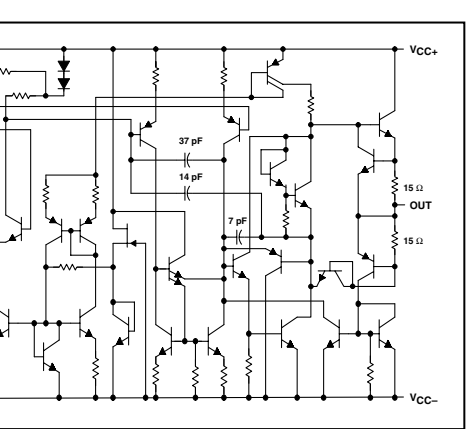 VCC+
37 pF
14 pF
15 Ω
OUT
7 pF
15 Ω
VCC−